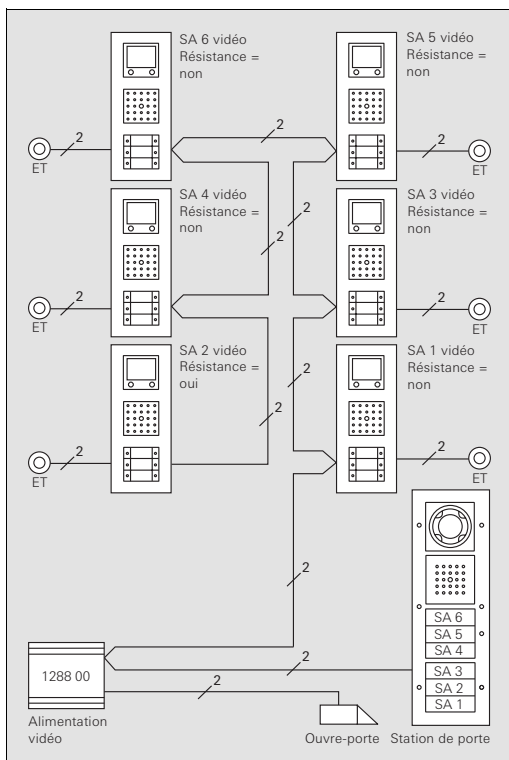 SA 6 vidéo
Résistance =
non
SA 5 vidéo
Résistance =
non
2
2
2
ET
ET
SA 4 vidéo
Résistance =
non
SA 3 vidéo
Résistance =
non
2
2
2
2
ET
ET
SA 2 vidéo
Résistance =
oui
SA 1 vidéo
Résistance =
non
2
2
2
2
ET
ET
2
SA 6
SA 5
SA 4
SA 3
SA 2
SA 1
1288 00
2
2
Alimentation
vidéo
Ouvre-porte
Station de porte